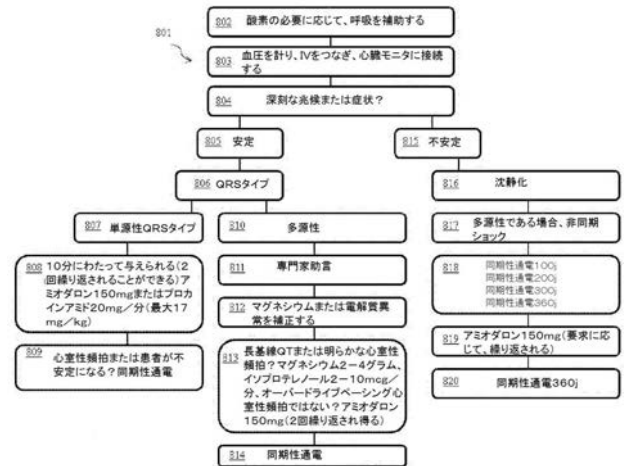 801
802 酸素の必要に応じて、呼吸を補助する
803 血圧を計り、IVをつなぎ、心臓モニタに接続
する
804 深刻な兆候または症状？
805 安定
815 不安定
806 QRSタイプ
816 沈静化
807 単源性QRSタイプ
810 多源性
817 多源性である場合、非同期
ショック
808 10分にわたって与えられる(2
回繰り返されることができる)ア
ミオダロン150mgまたはプロカ
インアミド20mg／分(最大17
mg／kg)
811 専門家助言
818 同期性通電100j
同期性通電200j
同期性通電300j
同期性通電360j
812 マグネシウムまたは電解質異
常を補正する
809 心室性頻拍または患者が不
安定になる？同期性通電
813 長基線QTまたは明らかな心室性
頻拍？マグネシウム2－4グラム、
イソプロテレノール2－10mcg／
分、オーバードライブペーシング心
室性頻拍ではない？アミオダロン
150mg(2回繰り返され得る)
819 アミオダロン150mg(要求に応
じて、繰り返される)
820 同期性通電360j
814 同期性通電